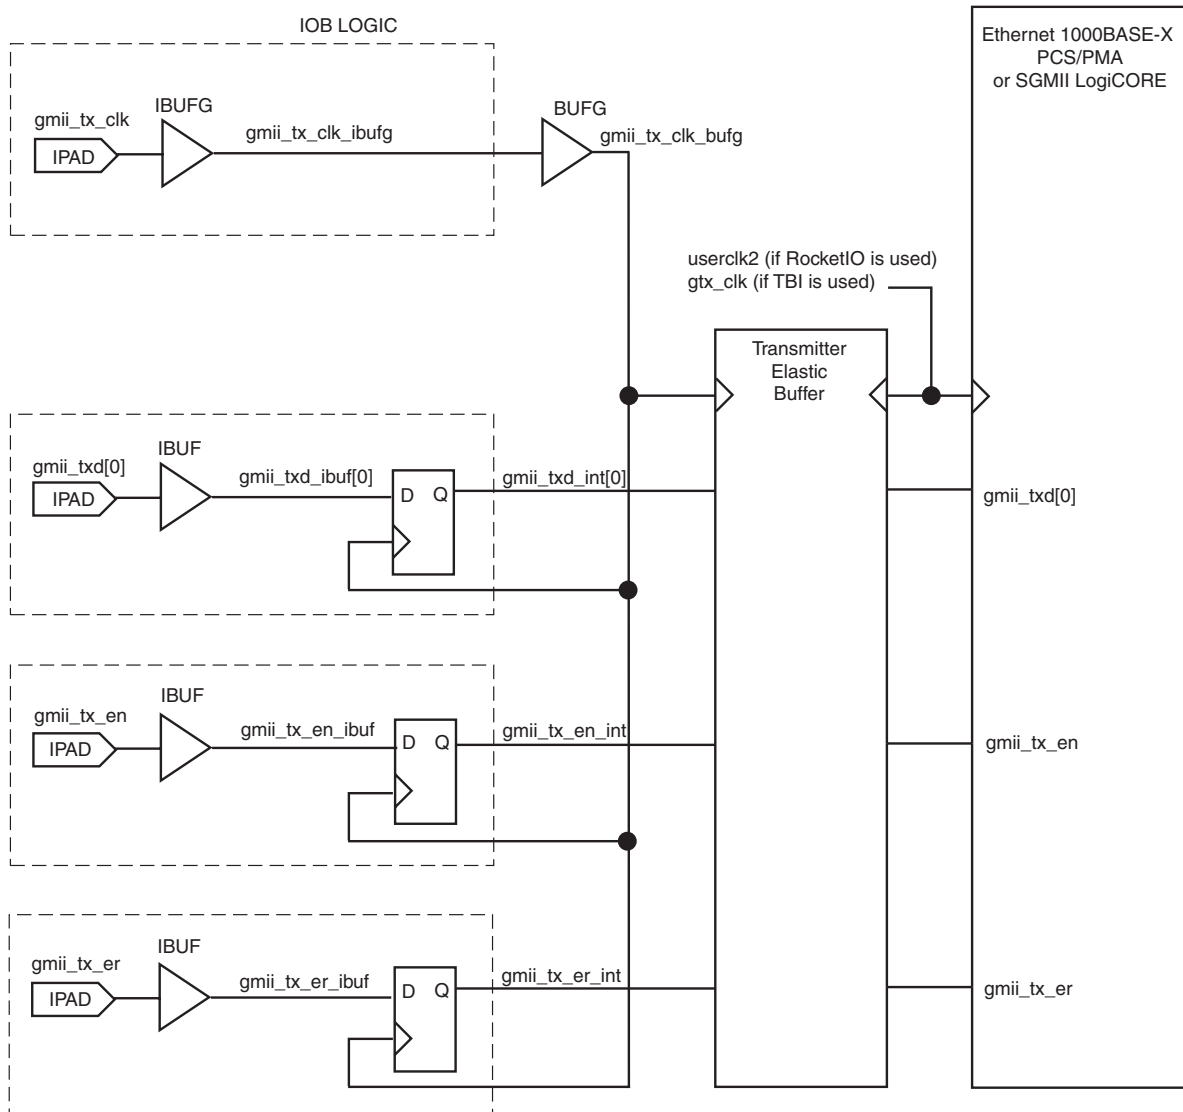 IOB LOGIC
Ethernet 1000BASE-X
PCS/PMA
or SGMII LogiCORE
gmii_tx_clk
IBUFG
IPAD
gmii_tx_clk_ibufg
BUFG
gmii_tx_clk_bufg
userclk2 (if RocketIO is used)
gtx_clk (if TBI is used)
Transmitter
Elastic
Buffer
gmii_txd[0]
IBUF
IPAD
gmii_txd_ibuf[0]
D Q
gmii_txd_int[0]
gmii_txd[0]
gmii_tx_en
IBUF
IPAD
gmii_tx_en_ibuf
D Q
gmii_tx_en_int
gmii_tx_en
gmii_tx_er
IBUF
IPAD
gmii_tx_er_ibuf
D Q
gmii_tx_er_int
gmii_tx_er